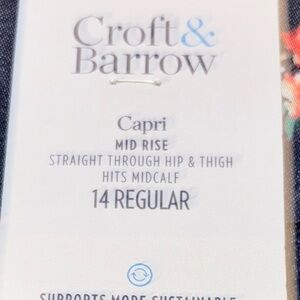 Croft&
Barrow
Capri
MID RISE
STRAIGHT THROUGH HIP & THIGH
HITS MIDCALF
14 REGULAR
SUPPORTS MORE SUSTAINABLE